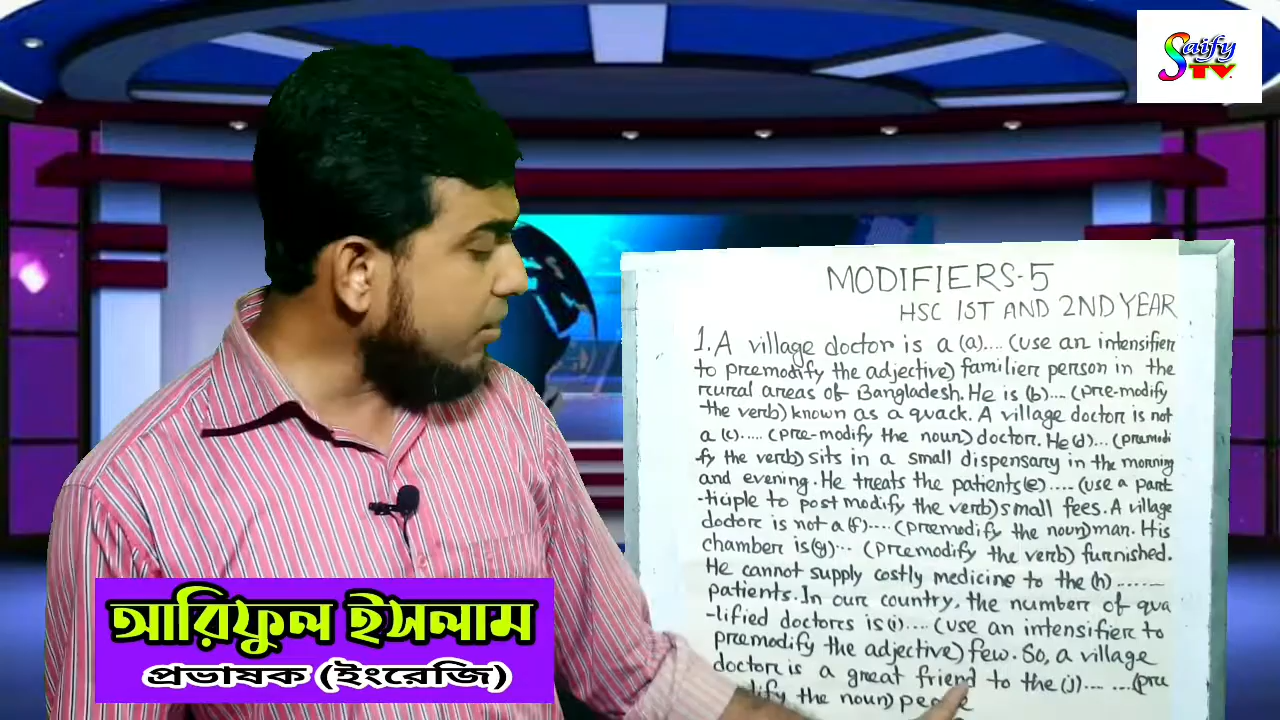 Saify
TV
MODIFIERS-5
HSC 1ST AND 2ND YEAR
1. A village doctor is a (a).... (use an intensifier
to premodify the adjective) familier person in the
rural areas of Bangladesh. He is (b)... (pre-modify
the verb) known as a quack. A village doctor is not
a (c)..... (pre-modify the noun) doctor. He (d)... (premodi
fy the verb) sits in a small dispensary in the morning
and evening. He treats the patients (e)..... (use a part
-iciple to post modify the verb) small fees. A village
doctor is not a (f).... (premodify the noun) man. His
chamber is (g)... (premodify the verb) furnished.
He cannot supply costly medicine to the (h) .......
patients. In our country, the number of qua
-lified doctors is (i).... (use an intensifier to
premodify the adjective) few. So, a village
doctor is a great friend to the (j)... ....(pre
the noun)
আরিফুল ইসলাম
প্রভাষক (ইংরেজি)